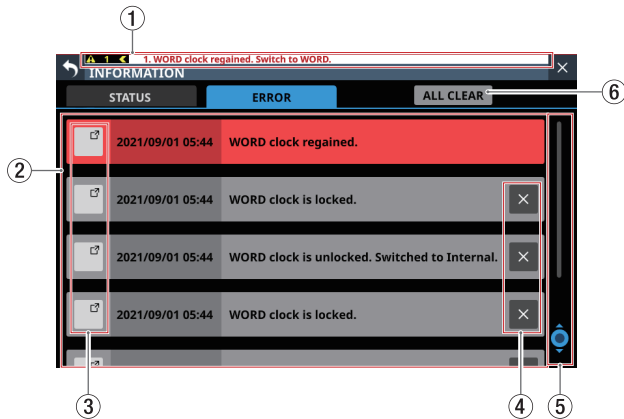 1
1 1. WORD clock regained. Switch to WORD.
INFORMATION
STATUS ERROR ALL CLEAR
6
2
2021/09/01 05:44 WORD clock regained.
2021/09/01 05:44 WORD clock is locked.
2021/09/01 05:44 WORD clock is unlocked. Switched to Internal.
2021/09/01 05:44 WORD clock is locked.
3 4 5